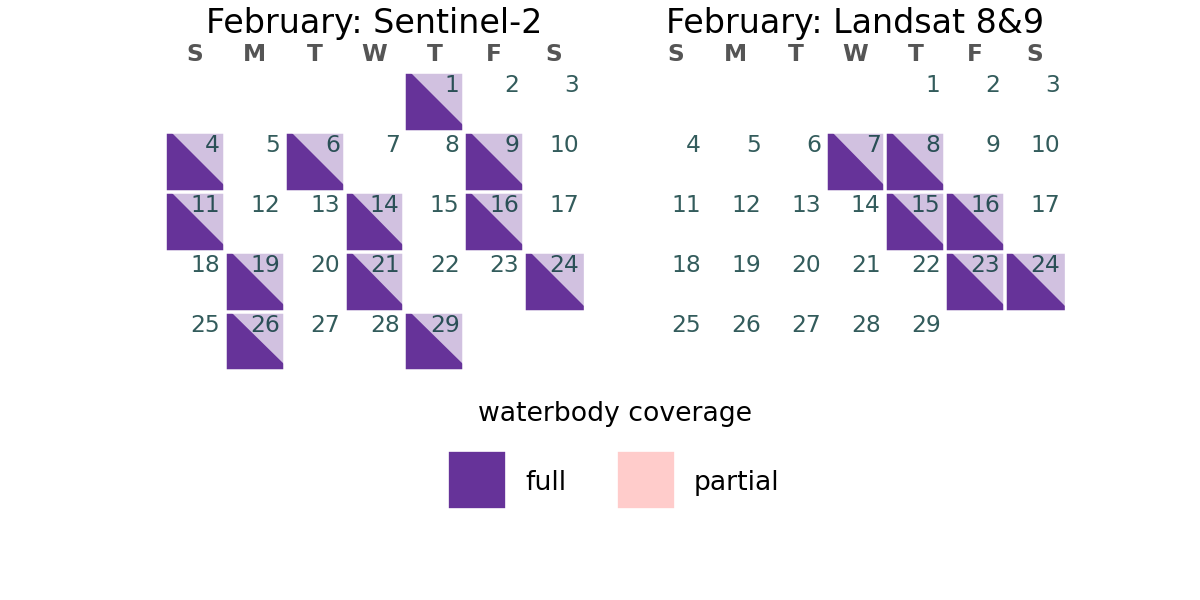 February: Sentinel-2
S M T W T F S
1 2 3
4 5 6 7 8 9 10
11 12 13 14 15 16 17
18 19 20 21 22 23 24
25 26 27 28 29
February: Landsat 8&9
S M T W T F S
1 2 3
4 5 6 7 8 9 10
11 12 13 14 15 16 17
18 19 20 21 22 23 24
25 26 27 28 29
waterbody coverage
full partial